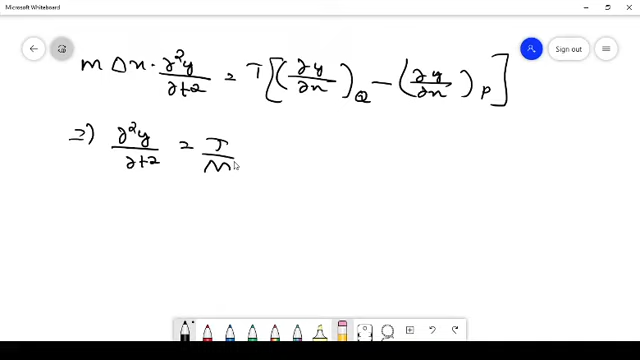 Microsoft Whiteboard
Sign out
m Δx · ∂²y/∂t² = T[(∂y/∂x)_Q − (∂y/∂x)_P]
⇒) ∂²y/∂t² = T/m